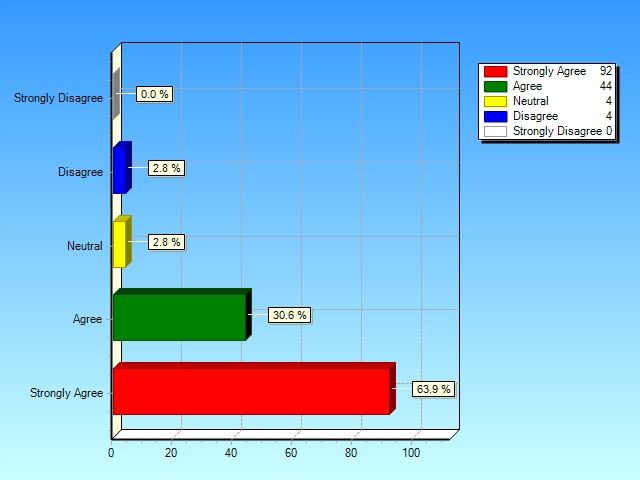 Strongly Agree 92
Agree 44
Neutral 4
Disagree 4
Strongly Disagree 0
Strongly Disagree 0.0 %
Disagree 2.8 %
Neutral 2.8 %
Agree 30.6 %
Strongly Agree 63.9 %
0 20 40 60 80 100